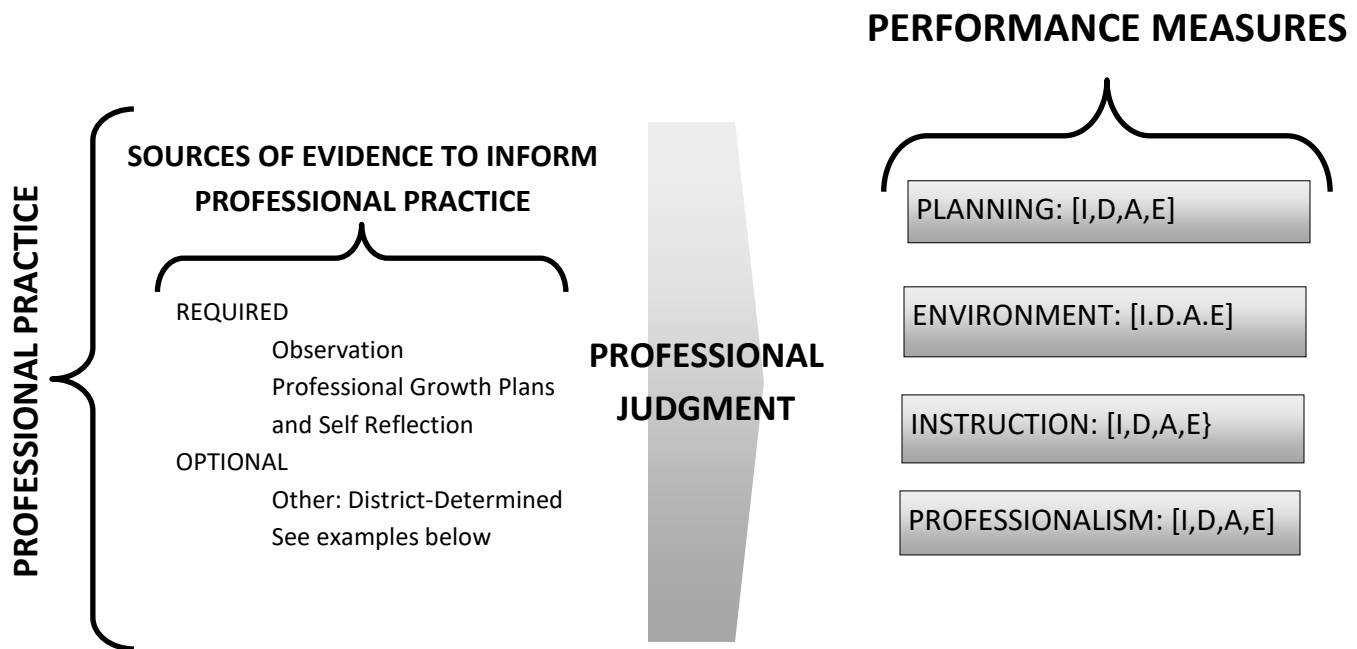 PROFESSIONAL PRACTICE
SOURCES OF EVIDENCE TO INFORM
PROFESSIONAL PRACTICE
REQUIRED
Observation
Professional Growth Plans
and Self Reflection
OPTIONAL
Other: District-Determined
See examples below
PROFESSIONAL
JUDGMENT
PERFORMANCE MEASURES
PLANNING: [I,D,A,E]
ENVIRONMENT: [I.D.A.E]
INSTRUCTION: [I,D,A,E}
PROFESSIONALISM: [I,D,A,E]